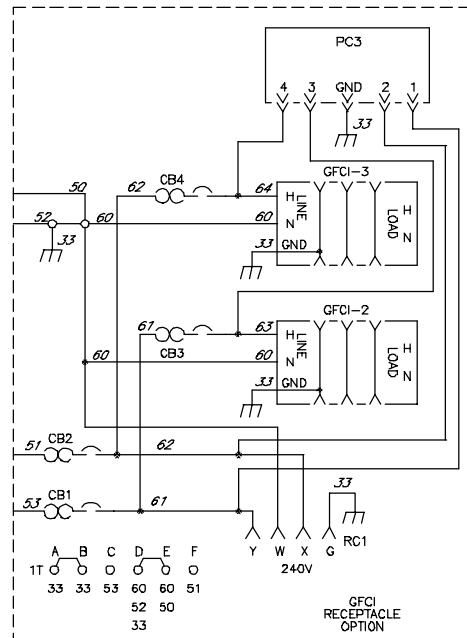 PC3
4 3 GND 2 1
33
GFCI-3
50 62 CB4 64 H LINE H LOAD
52 60 60 N N
33 33 GND
GFCI-2
61 CB3 63 H LINE H LOAD
60 60 N N
33 GND
51 CB2 62
53 CB1 61 33
Y W X G RC1
240V
A B C D E F
1T
33 33 53 60 60 51
52 50
33
GFCI
RECEPTACLE
OPTION